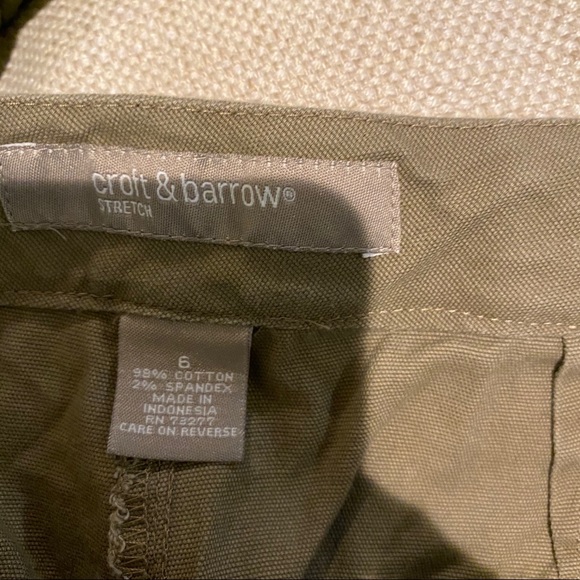 croft & barrow®
STRETCH
6
98% COTTON
2% SPANDEX
MADE IN
INDONESIA
RN 73277
CARE ON REVERSE